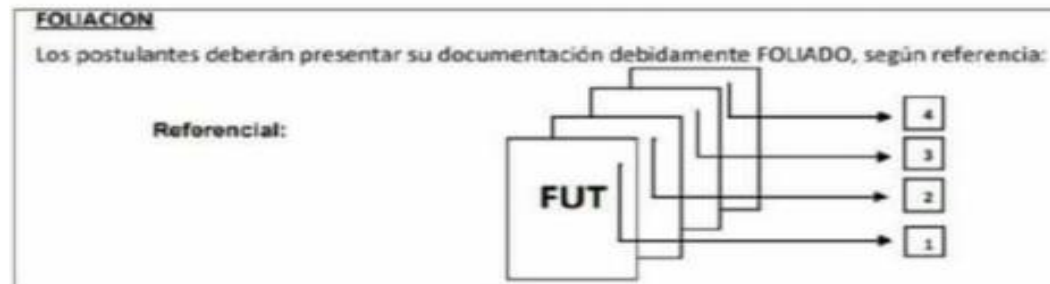 FOLIACION
Los postulantes deberán presentar su documentación debidamente FOLIADO, según referencia:
Referencial:
4
3
FUT
2
1